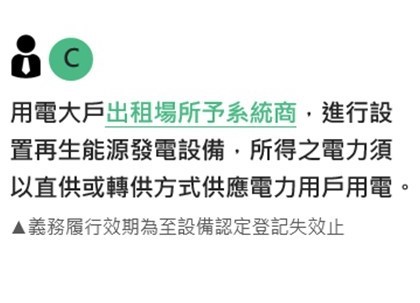 C
用電大戶出租場所予系統商，進行設
置再生能源發電設備，所得之電力須
以直供或轉供方式供應電力用戶用電。
▲義務履行效期為至設備認定登記失效止